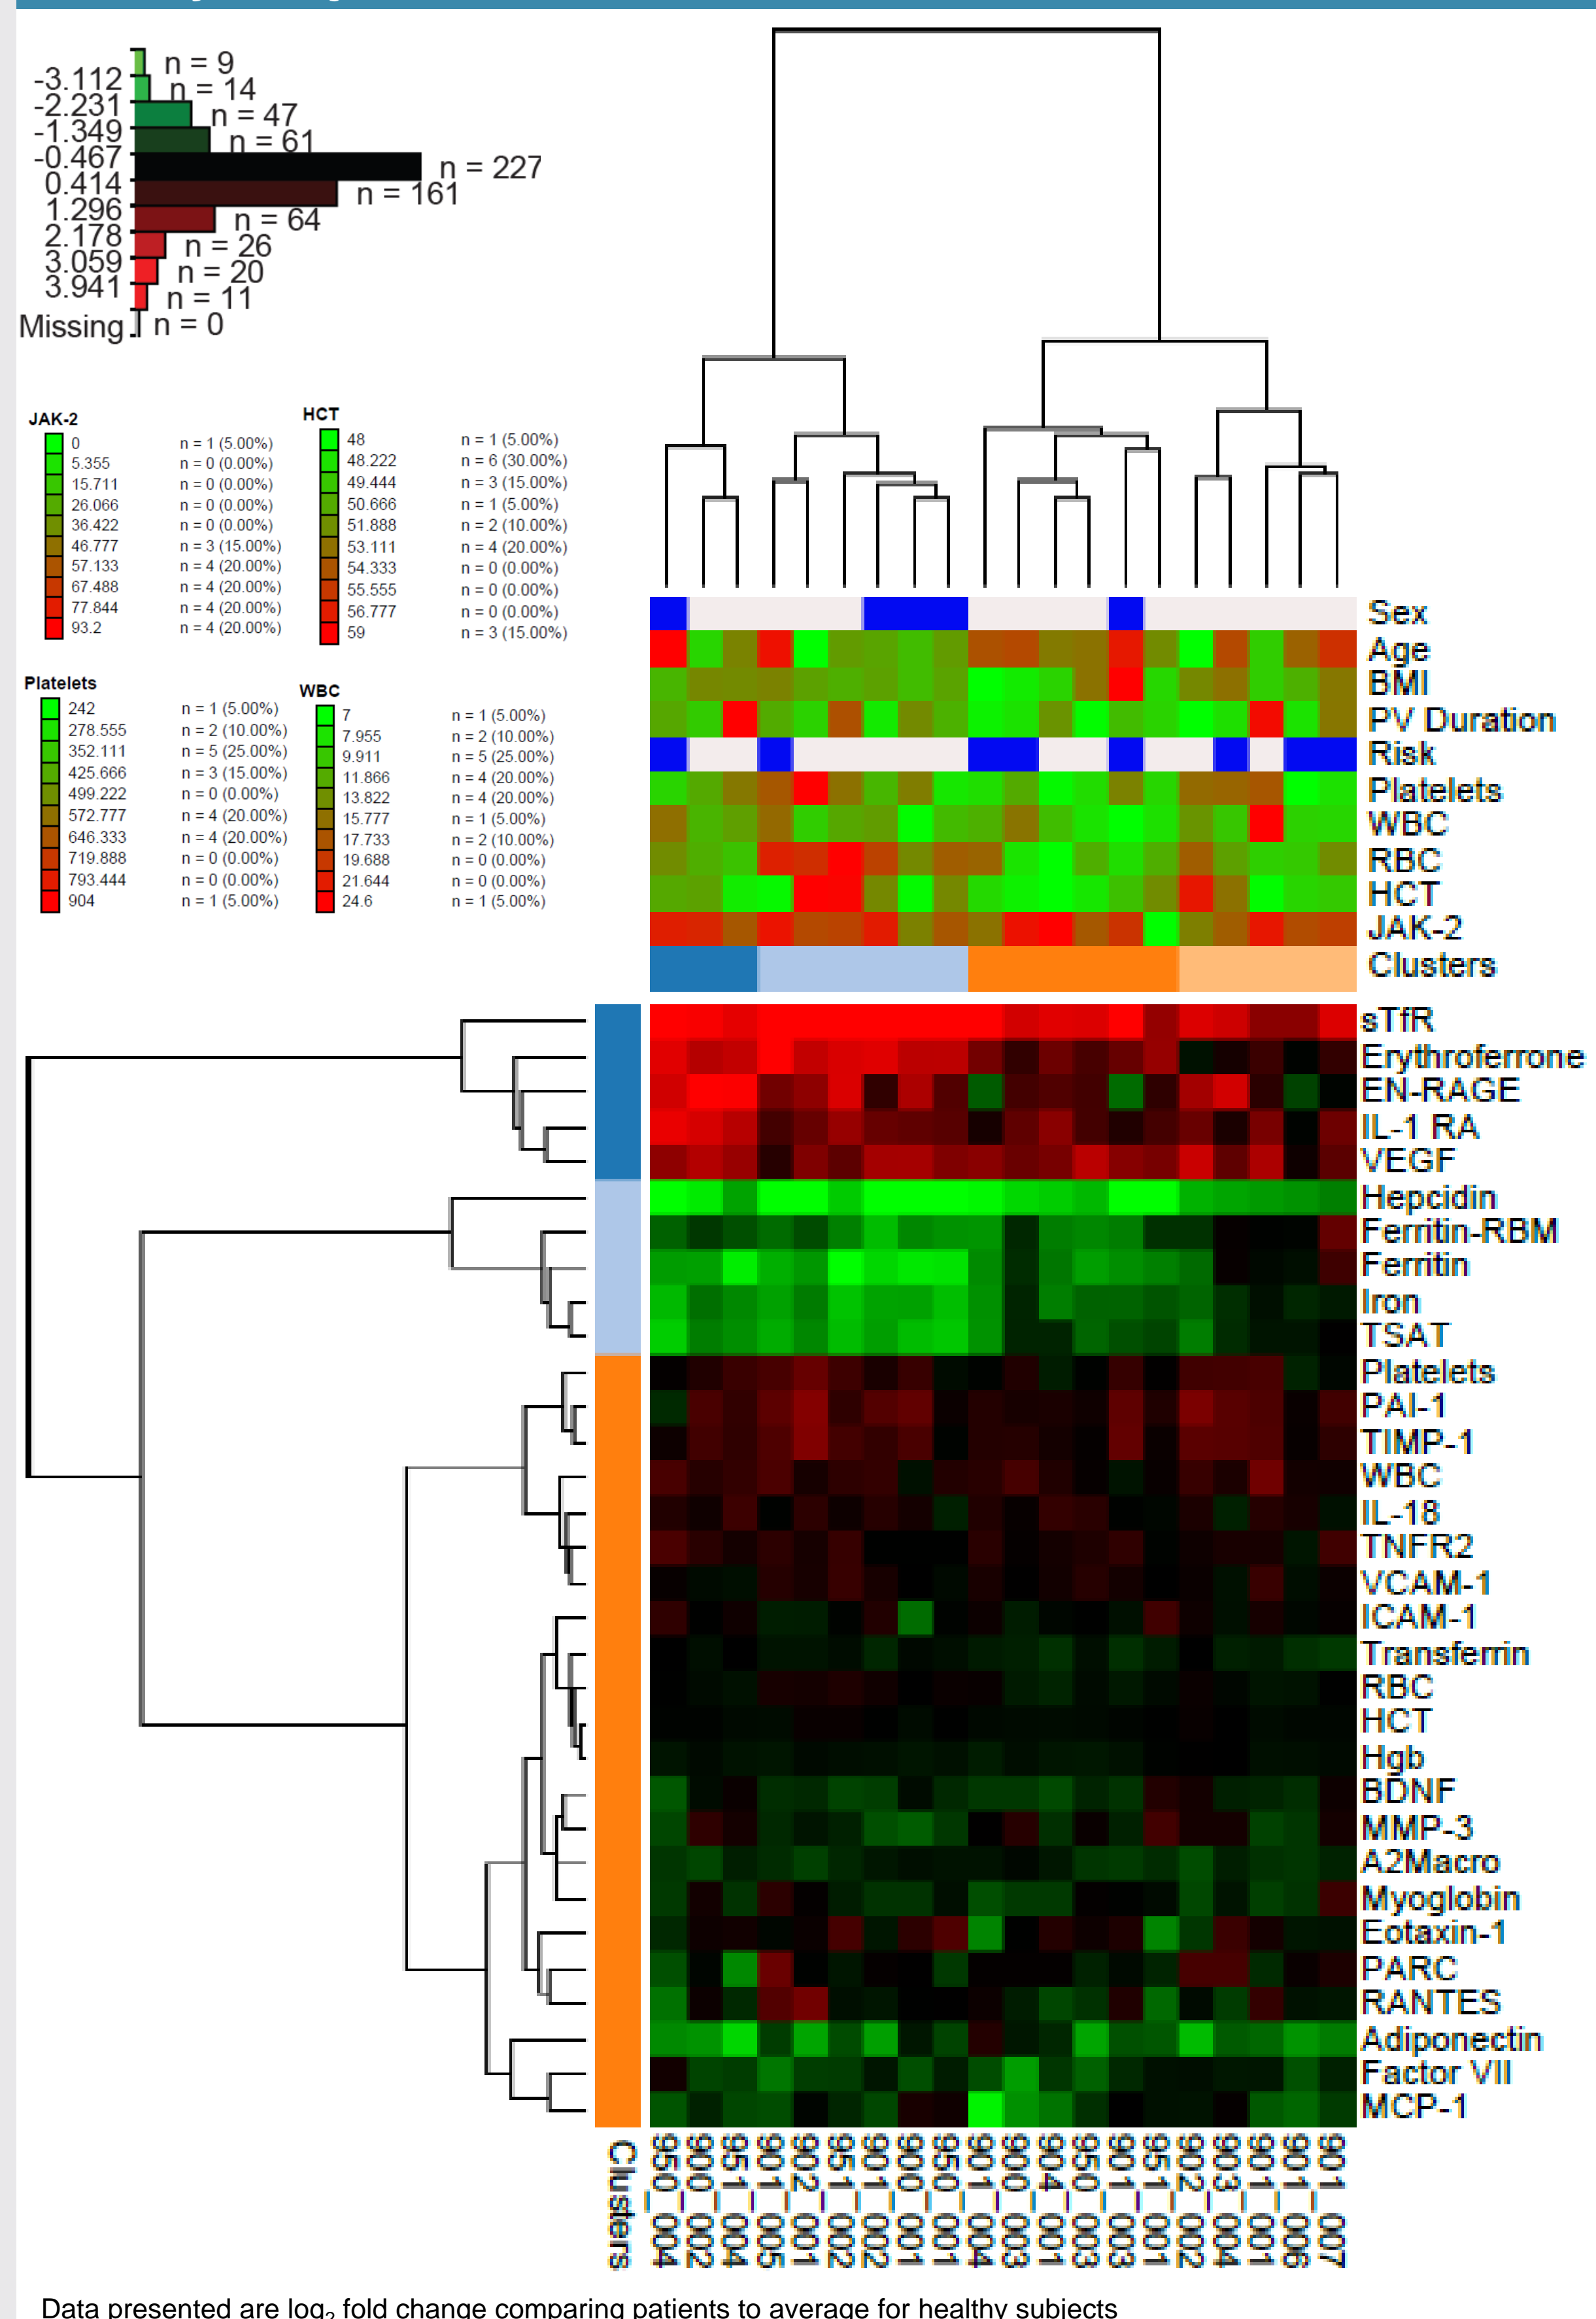 n = 9
-3.112
n = 14
-2.231
n = 47
-1.349
n = 61
-0.467
n = 227
0.414
n = 161
1.296
n = 64
2.178
n = 26
3.059
n = 20
3.941
n = 11
Missing
n = 0
JAK-2
0 n = 1 (5.00%)
5.355 n = 0 (0.00%)
15.711 n = 0 (0.00%)
26.066 n = 0 (0.00%)
36.422 n = 0 (0.00%)
46.777 n = 3 (15.00%)
57.133 n = 4 (20.00%)
67.488 n = 4 (20.00%)
77.844 n = 4 (20.00%)
93.2 n = 4 (20.00%)
HCT
48 n = 1 (5.00%)
48.222 n = 6 (30.00%)
49.444 n = 3 (15.00%)
50.666 n = 1 (5.00%)
51.888 n = 2 (10.00%)
53.111 n = 4 (20.00%)
54.333 n = 0 (0.00%)
55.555 n = 0 (0.00%)
56.777 n = 0 (0.00%)
59 n = 3 (15.00%)
Platelets
242 n = 1 (5.00%)
278.555 n = 2 (10.00%)
352.111 n = 5 (25.00%)
425.666 n = 3 (15.00%)
499.222 n = 0 (0.00%)
572.777 n = 4 (20.00%)
646.333 n = 4 (20.00%)
719.888 n = 0 (0.00%)
793.444 n = 0 (0.00%)
904 n = 1 (5.00%)
WBC
7 n = 1 (5.00%)
7.955 n = 2 (10.00%)
9.911 n = 5 (25.00%)
11.866 n = 4 (20.00%)
13.822 n = 4 (20.00%)
15.777 n = 1 (5.00%)
17.733 n = 2 (10.00%)
19.688 n = 0 (0.00%)
21.644 n = 0 (0.00%)
24.6 n = 1 (5.00%)
Sex
Age
BMI
PV Duration
Risk
Platelets
WBC
RBC
HCT
JAK-2
Clusters
sTfR
Erythroferrone
EN-RAGE
IL-1 RA
VEGF
Hepcidin
Ferritin-RBM
Ferritin
Iron
TSAT
Platelets
PAI-1
TIMP-1
WBC
IL-18
TNFR2
VCAM-1
ICAM-1
Transferrin
RBC
HCT
Hgb
BDNF
MMP-3
A2Macro
Myoglobin
Eotaxin-1
PARC
RANTES
Adiponectin
Factor VII
MCP-1
Clusters
950_004
900_002
951_004
901_005
902_001
951_002
901_002
900_001
950_001
901_004
900_003
904_001
950_003
901_003
951_001
902_002
903_004
901_001
901_006
901_007
Data presented are log₂ fold change comparing patients to average for healthy subjects